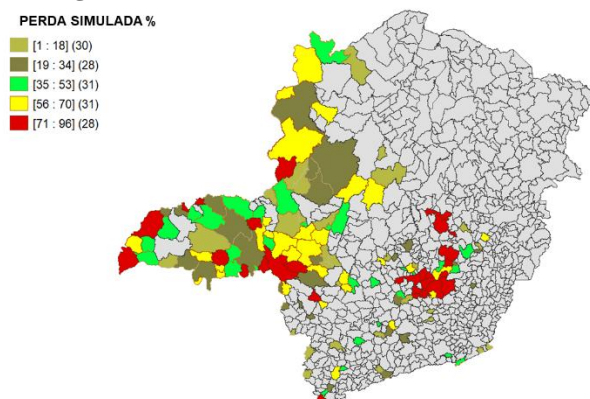 PERDA SIMULADA %
[1 : 18] (30)
[19 : 34] (28)
[35 : 53] (31)
[56 : 70] (31)
[71 : 96] (28)